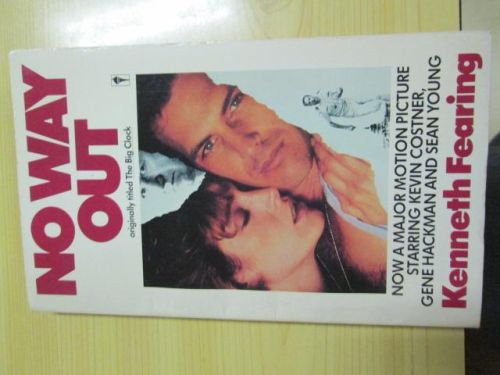 NO WAY
OUT
originally titled The Big Clock
NOW A MAJOR MOTION PICTURE
STARRING KEVIN COSTNER,
GENE HACKMAN AND SEAN YOUNG
Kenneth Fearing